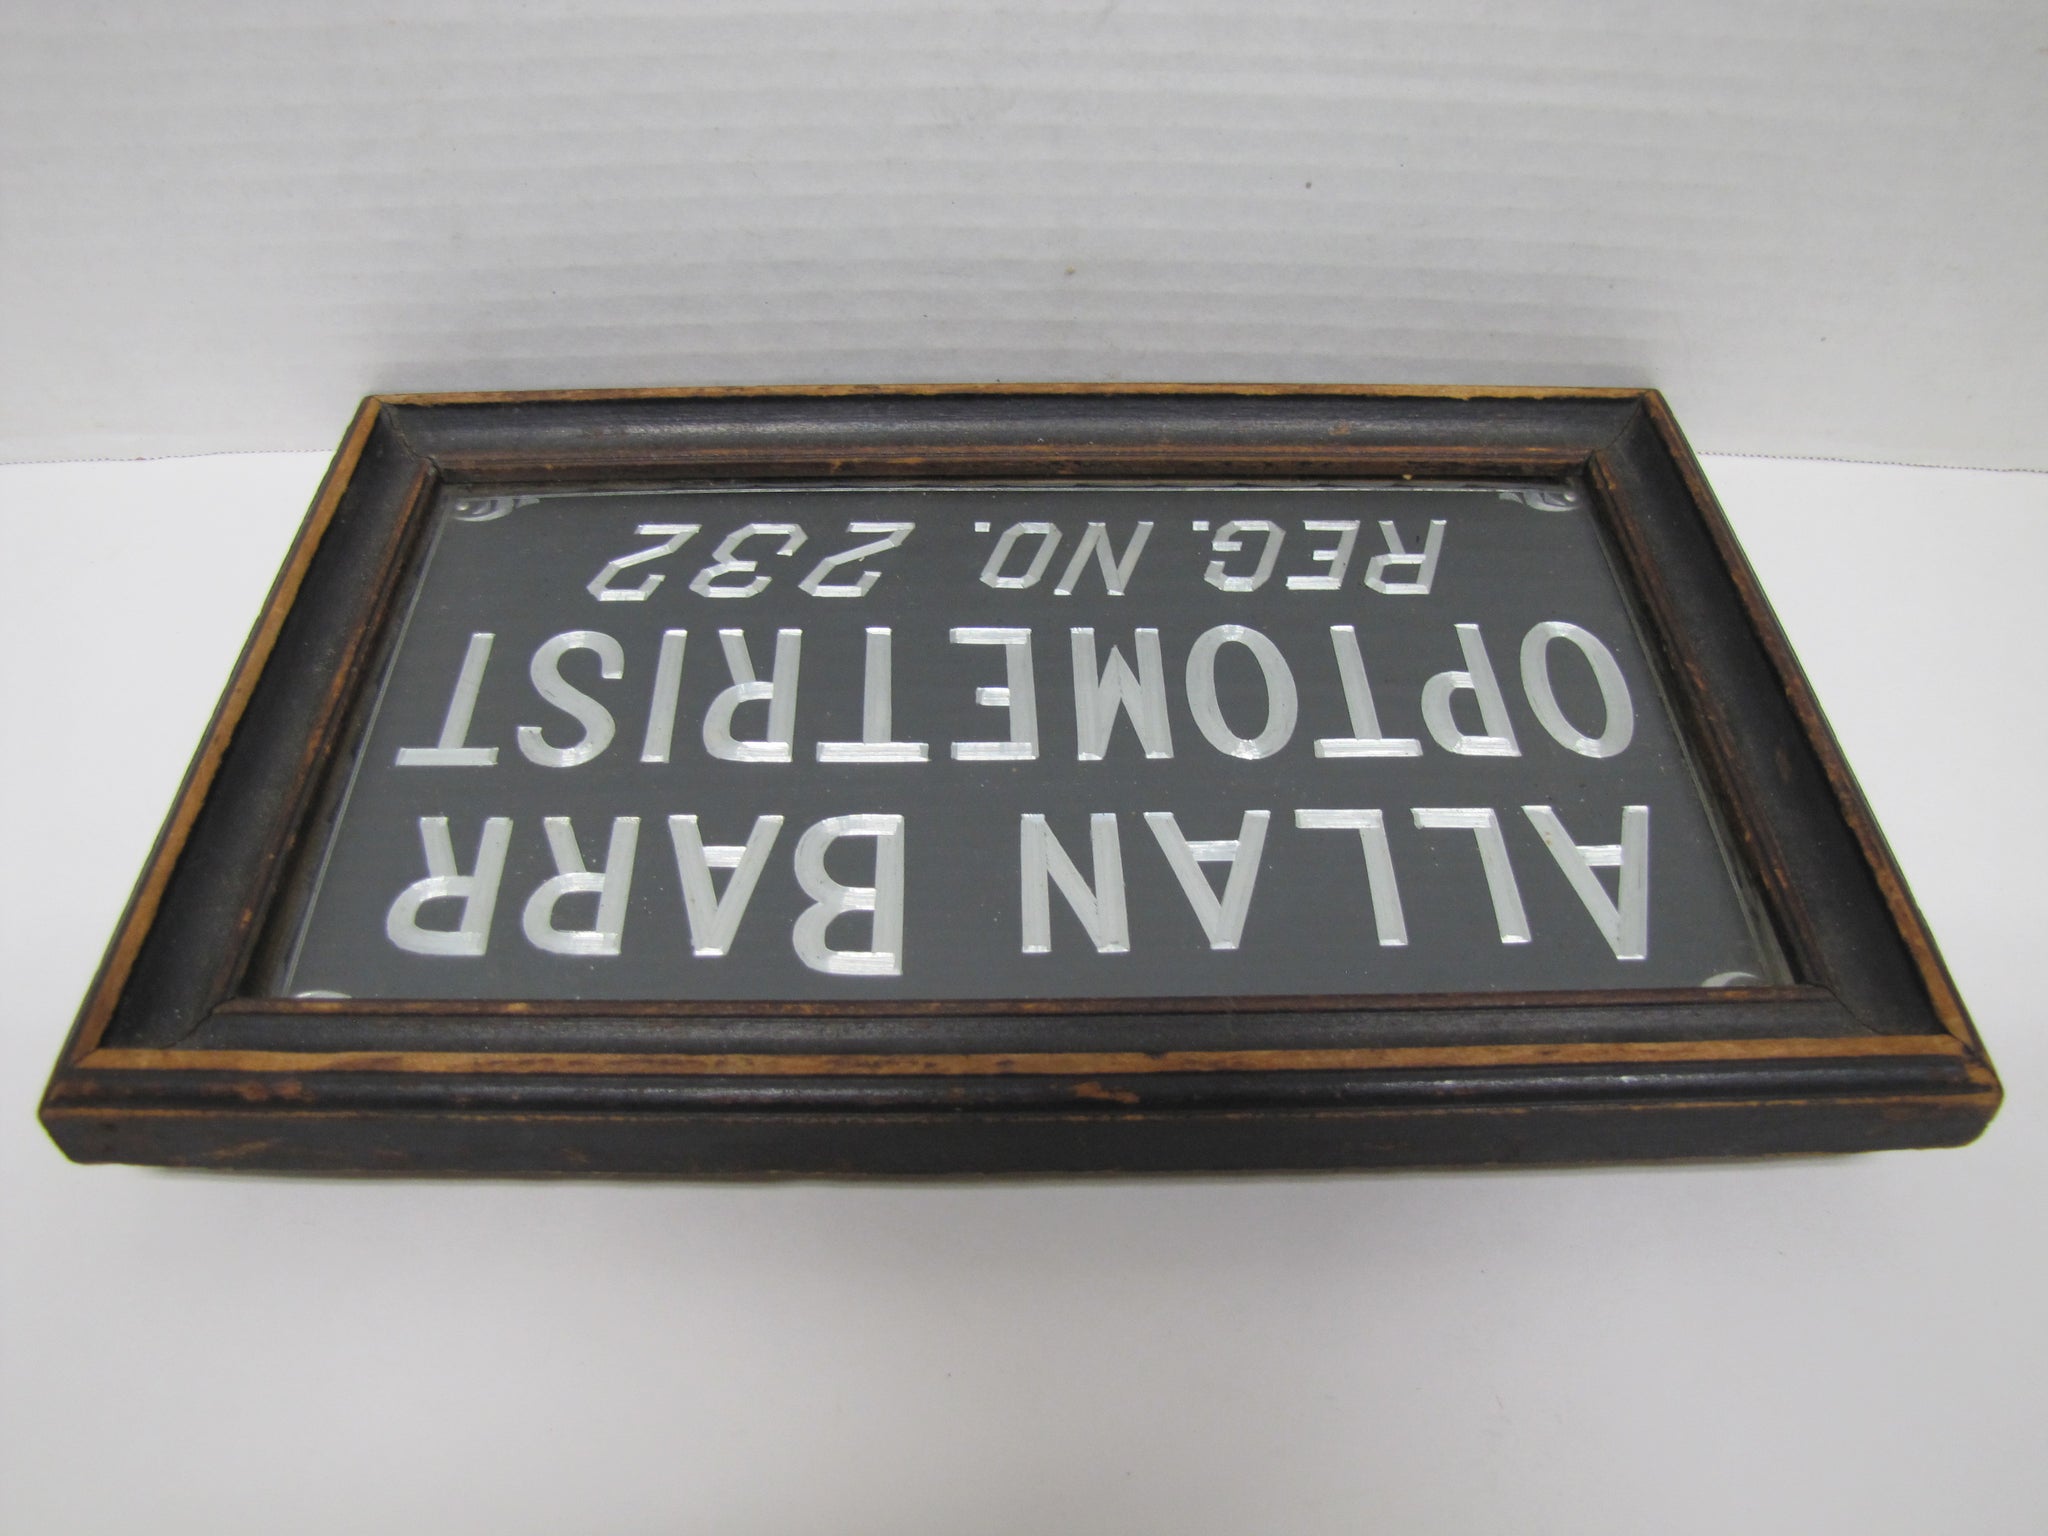 ALLAN BARR
OPTOMETRIST
REG. NO. 232